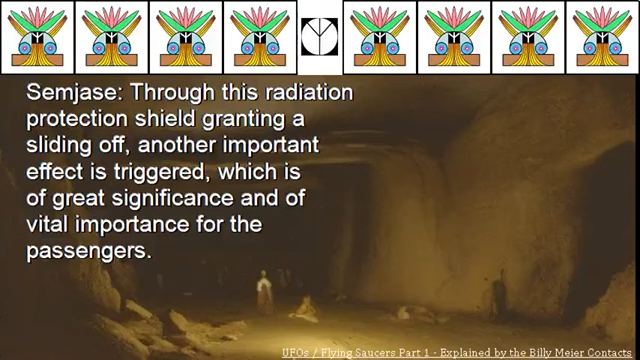 Semjase: Through this radiation
protection shield granting a
sliding off, another important
effect is triggered, which is
of great significance and of
vital importance for the
passengers.
UFOs / Flying Saucers Part 1 - Explained by the Billy Meier Contacts